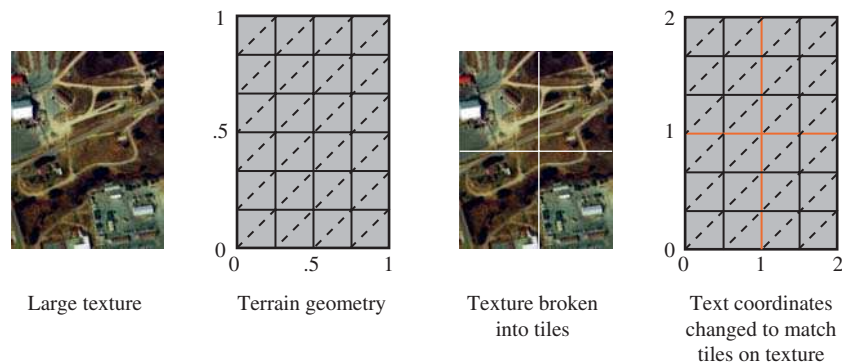 1
.5
0
0
.5
1
2
1
0
0
1
2
Large texture
Terrain geometry
Texture broken
into tiles
Text coordinates
changed to match
tiles on texture